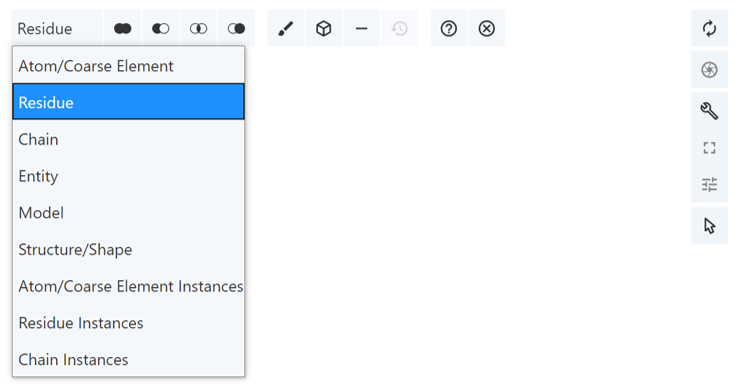 Residue
Atom/Coarse Element
Residue
Chain
Entity
Model
Structure/Shape
Atom/Coarse Element Instances
Residue Instances
Chain Instances